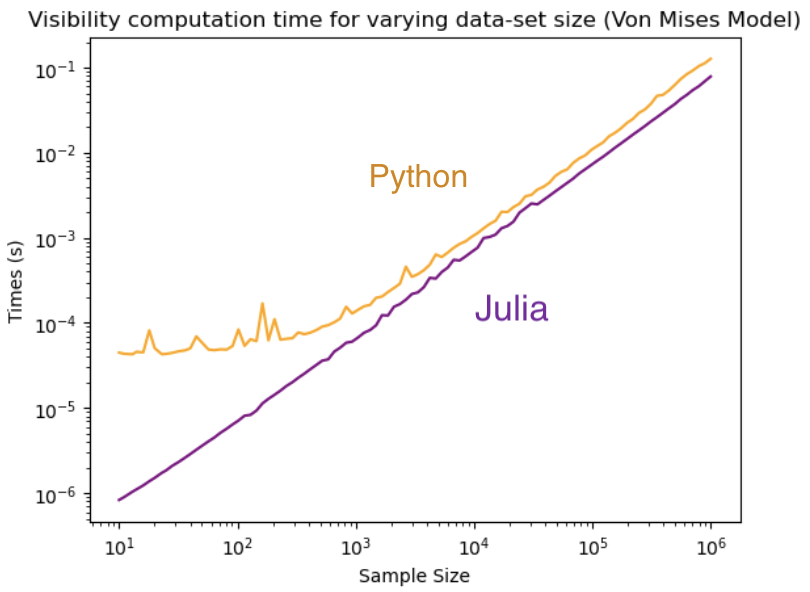 Visibility computation time for varying data-set size (Von Mises Model)
10⁻¹
10⁻²
10⁻³
10⁻⁴
10⁻⁵
10⁻⁶
Times (s)
Python
Julia
10¹ 10² 10³ 10⁴ 10⁵ 10⁶
Sample Size